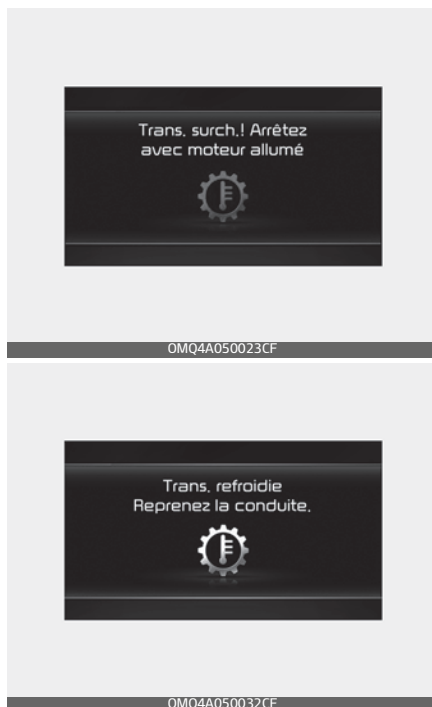 Trans. surch.! Arrêtez
avec moteur allumé
OMQ4A050023CF
Trans. refroidie
Reprenez la conduite.
OMQ4A050032CF